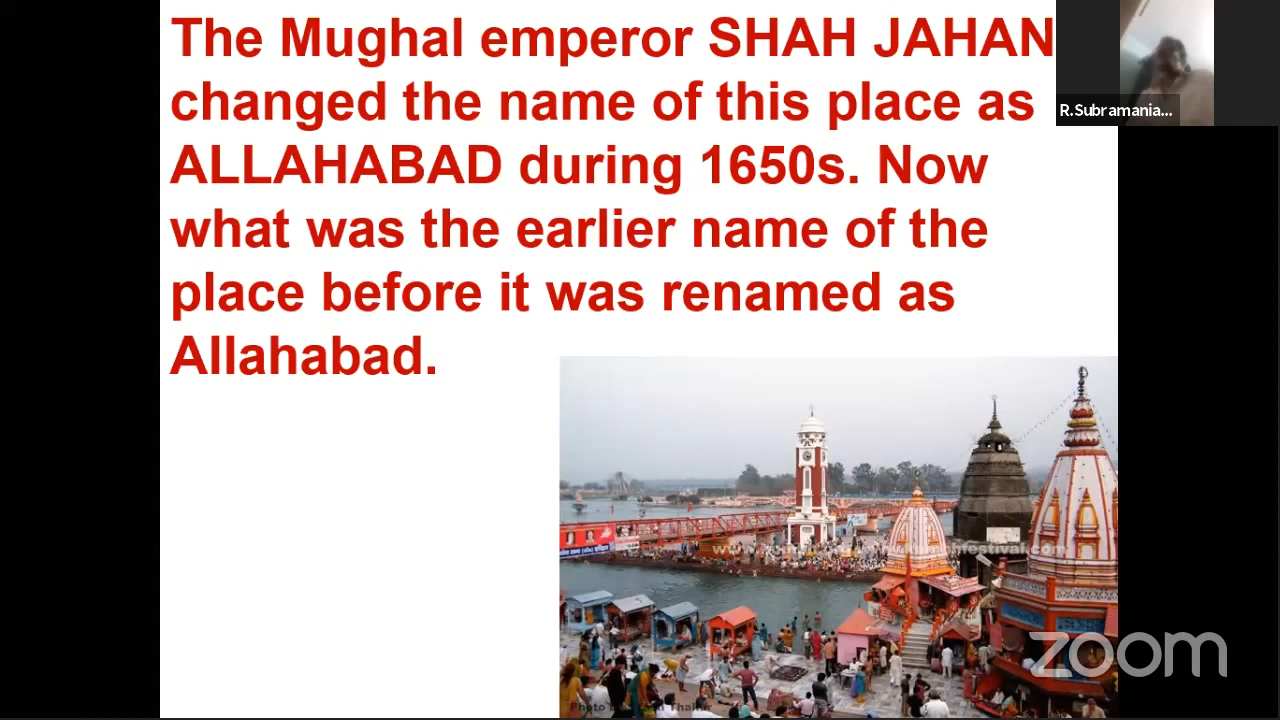 The Mughal emperor SHAH JAHAN
changed the name of this place as
ALLAHABAD during 1650s. Now
what was the earlier name of the
place before it was renamed as
Allahabad.
R.Subramania...
zoom